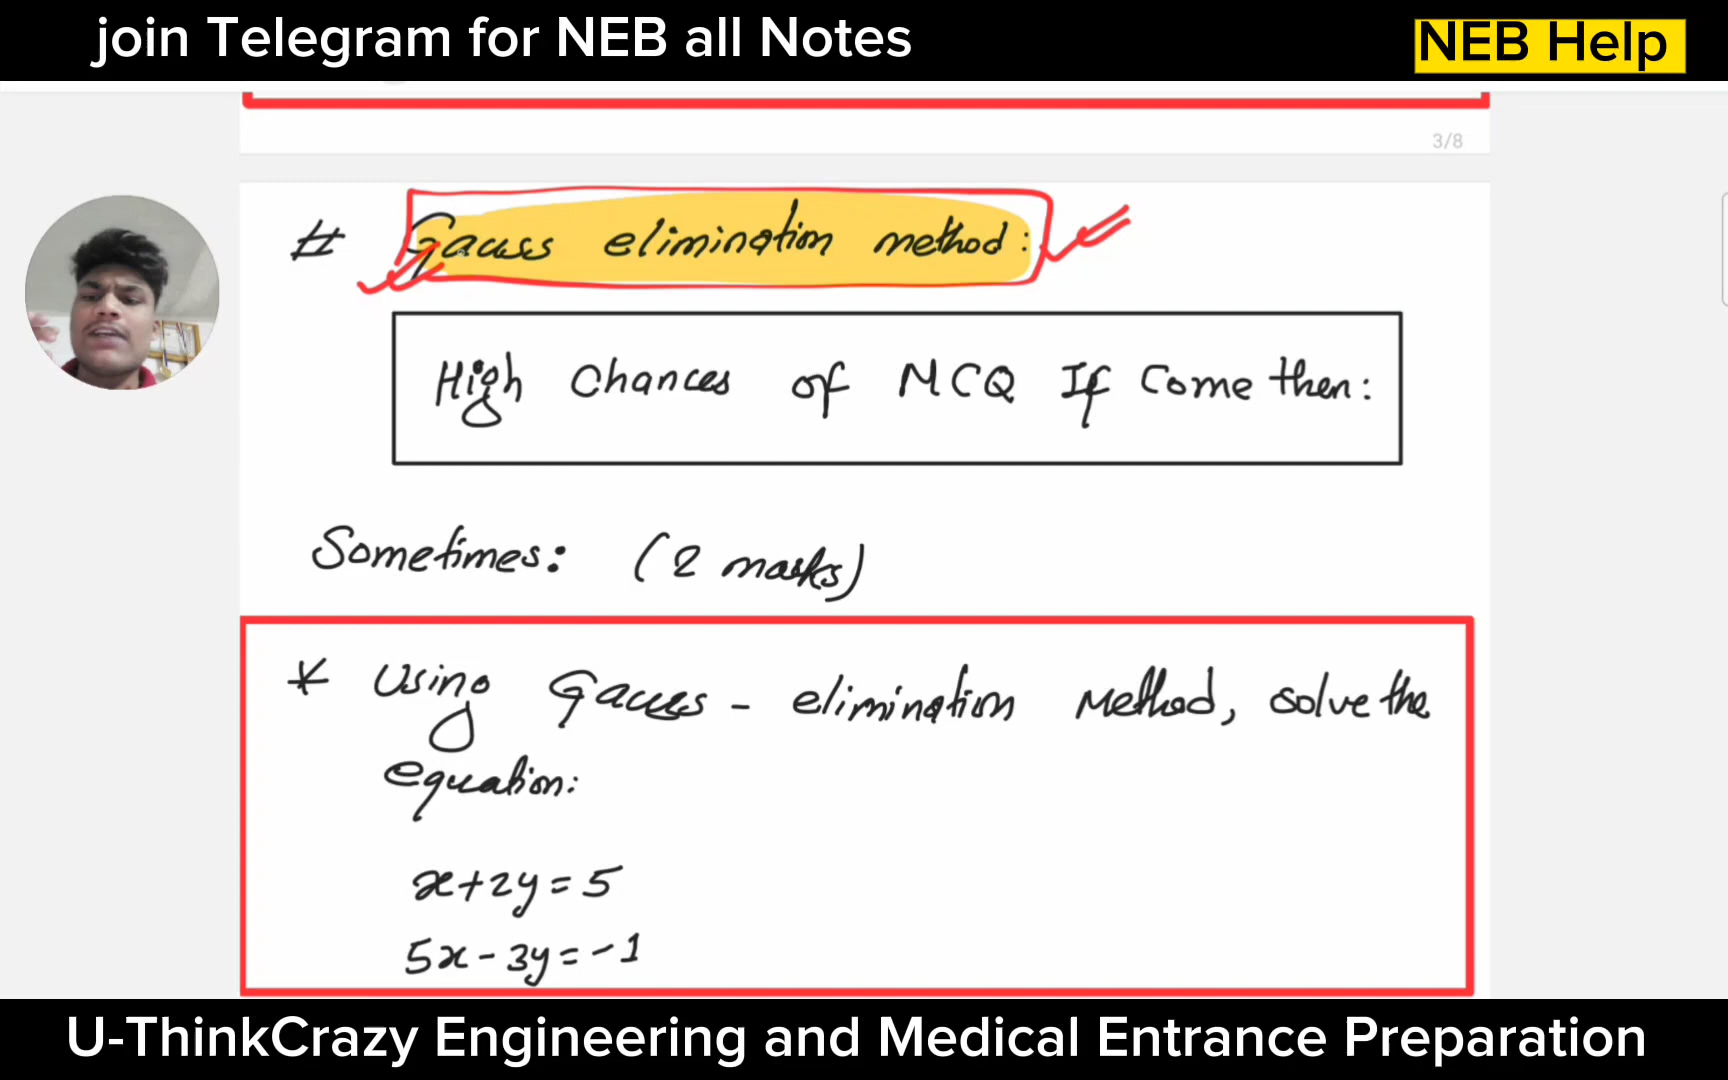 join Telegram for NEB all Notes
NEB Help
3/8
# Gauss elimination method:
High Chances of MCQ If Come then:
Sometimes: (2 marks)
* Using Gauss - elimination Method, solve the
equation:
x+2y=5
5x-3y=-1
U-ThinkCrazy Engineering and Medical Entrance Preparation